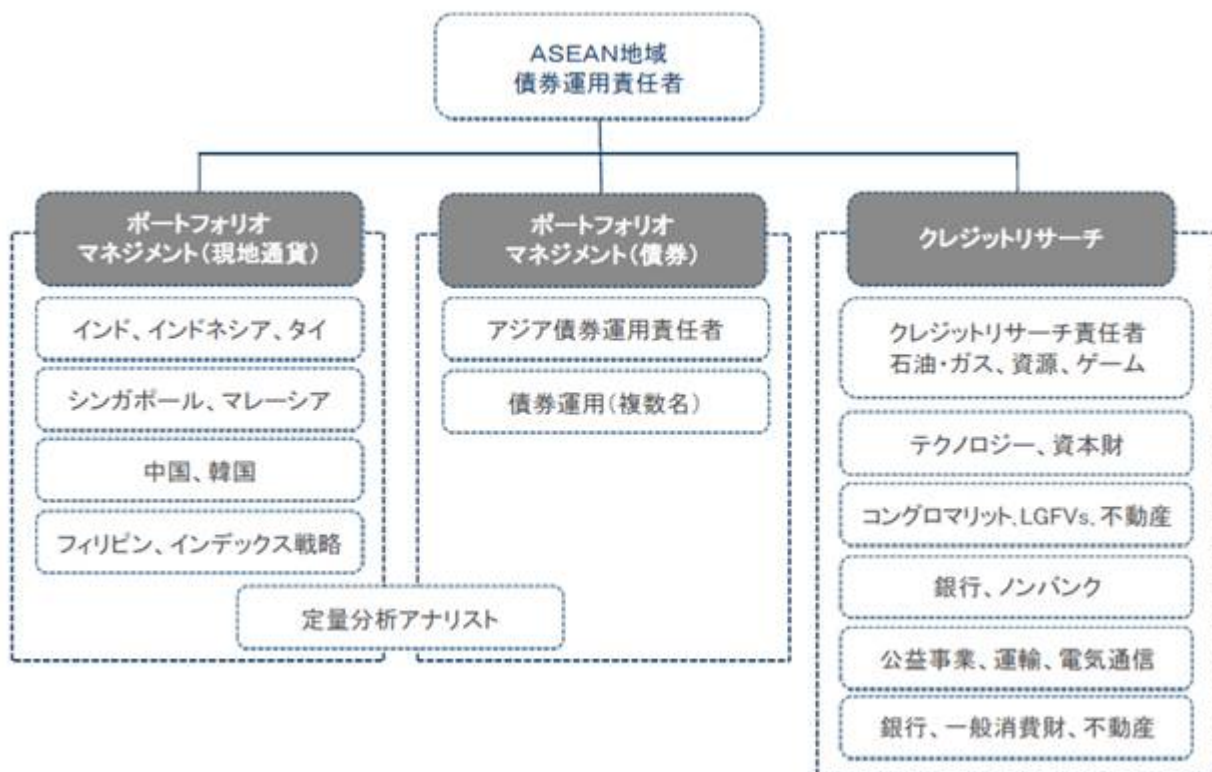 ASEAN地域
債券運用責任者
ポートフォリオ
マネジメント(現地通貨)
インド、インドネシア、タイ
シンガポール、マレーシア
中国、韓国
フィリピン、インデックス戦略
ポートフォリオ
マネジメント(債券)
アジア債券運用責任者
債券運用(複数名)
定量分析アナリスト
クレジットリサーチ
クレジットリサーチ責任者
石油・ガス、資源、ゲーム
テクノロジー、資本財
コングロマリット、LGFVs、不動産
銀行、ノンバンク
公益事業、運輸、電気通信
銀行、一般消費財、不動産